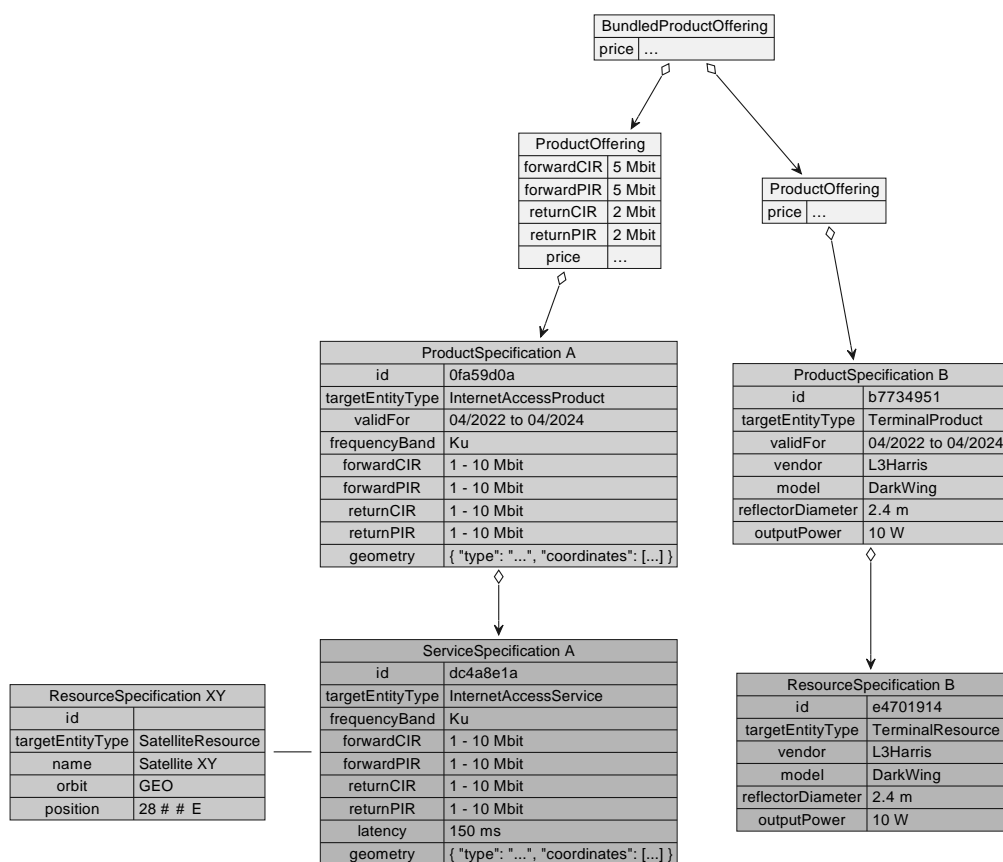 BundledProductOffering
price …
ProductOffering
forwardCIR 5 Mbit
forwardPIR 5 Mbit
returnCIR 2 Mbit
returnPIR 2 Mbit
price …
ProductOffering
price …
ProductSpecification A
id 0fa59d0a
targetEntityType InternetAccessProduct
validFor 04/2022 to 04/2024
frequencyBand Ku
forwardCIR 1 - 10 Mbit
forwardPIR 1 - 10 Mbit
returnCIR 1 - 10 Mbit
returnPIR 1 - 10 Mbit
geometry { "type": "...", "coordinates": [...] }
ProductSpecification B
id b7734951
targetEntityType TerminalProduct
validFor 04/2022 to 04/2024
vendor L3Harris
model DarkWing
reflectorDiameter 2.4 m
outputPower 10 W
ResourceSpecification XY
id
targetEntityType SatelliteResource
name Satellite XY
orbit GEO
position 28 # # E
ServiceSpecification A
id dc4a8e1a
targetEntityType InternetAccessService
frequencyBand Ku
forwardCIR 1 - 10 Mbit
forwardPIR 1 - 10 Mbit
returnCIR 1 - 10 Mbit
returnPIR 1 - 10 Mbit
latency 150 ms
geometry { "type": "...", "coordinates": [...] }
ResourceSpecification B
id e4701914
targetEntityType TerminalResource
vendor L3Harris
model DarkWing
reflectorDiameter 2.4 m
outputPower 10 W